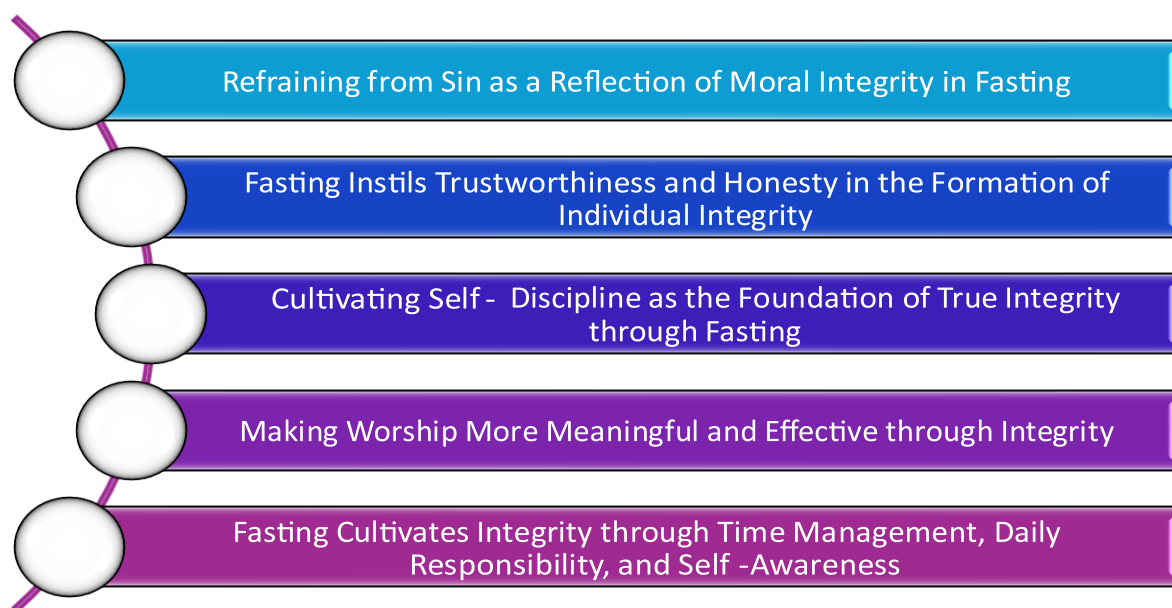 Refraining from Sin as a Reflection of Moral Integrity in Fasting
Fasting Instils Trustworthiness and Honesty in the Formation of
Individual Integrity
Cultivating Self - Discipline as the Foundation of True Integrity
through Fasting
Making Worship More Meaningful and Effective through Integrity
Fasting Cultivates Integrity through Time Management, Daily
Responsibility, and Self -Awareness